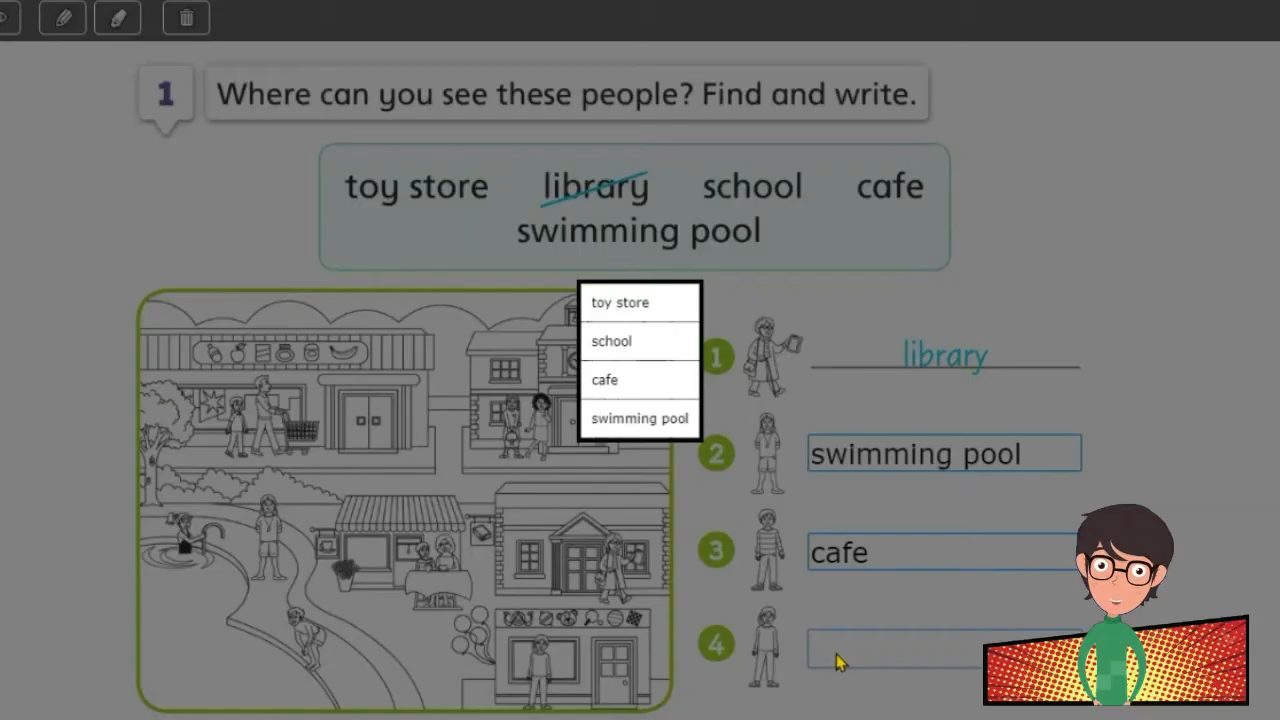 1 Where can you see these people? Find and write.
toy store library school cafe
swimming pool
toy store
school
cafe
swimming pool
1 library
2 swimming pool
3 cafe
4